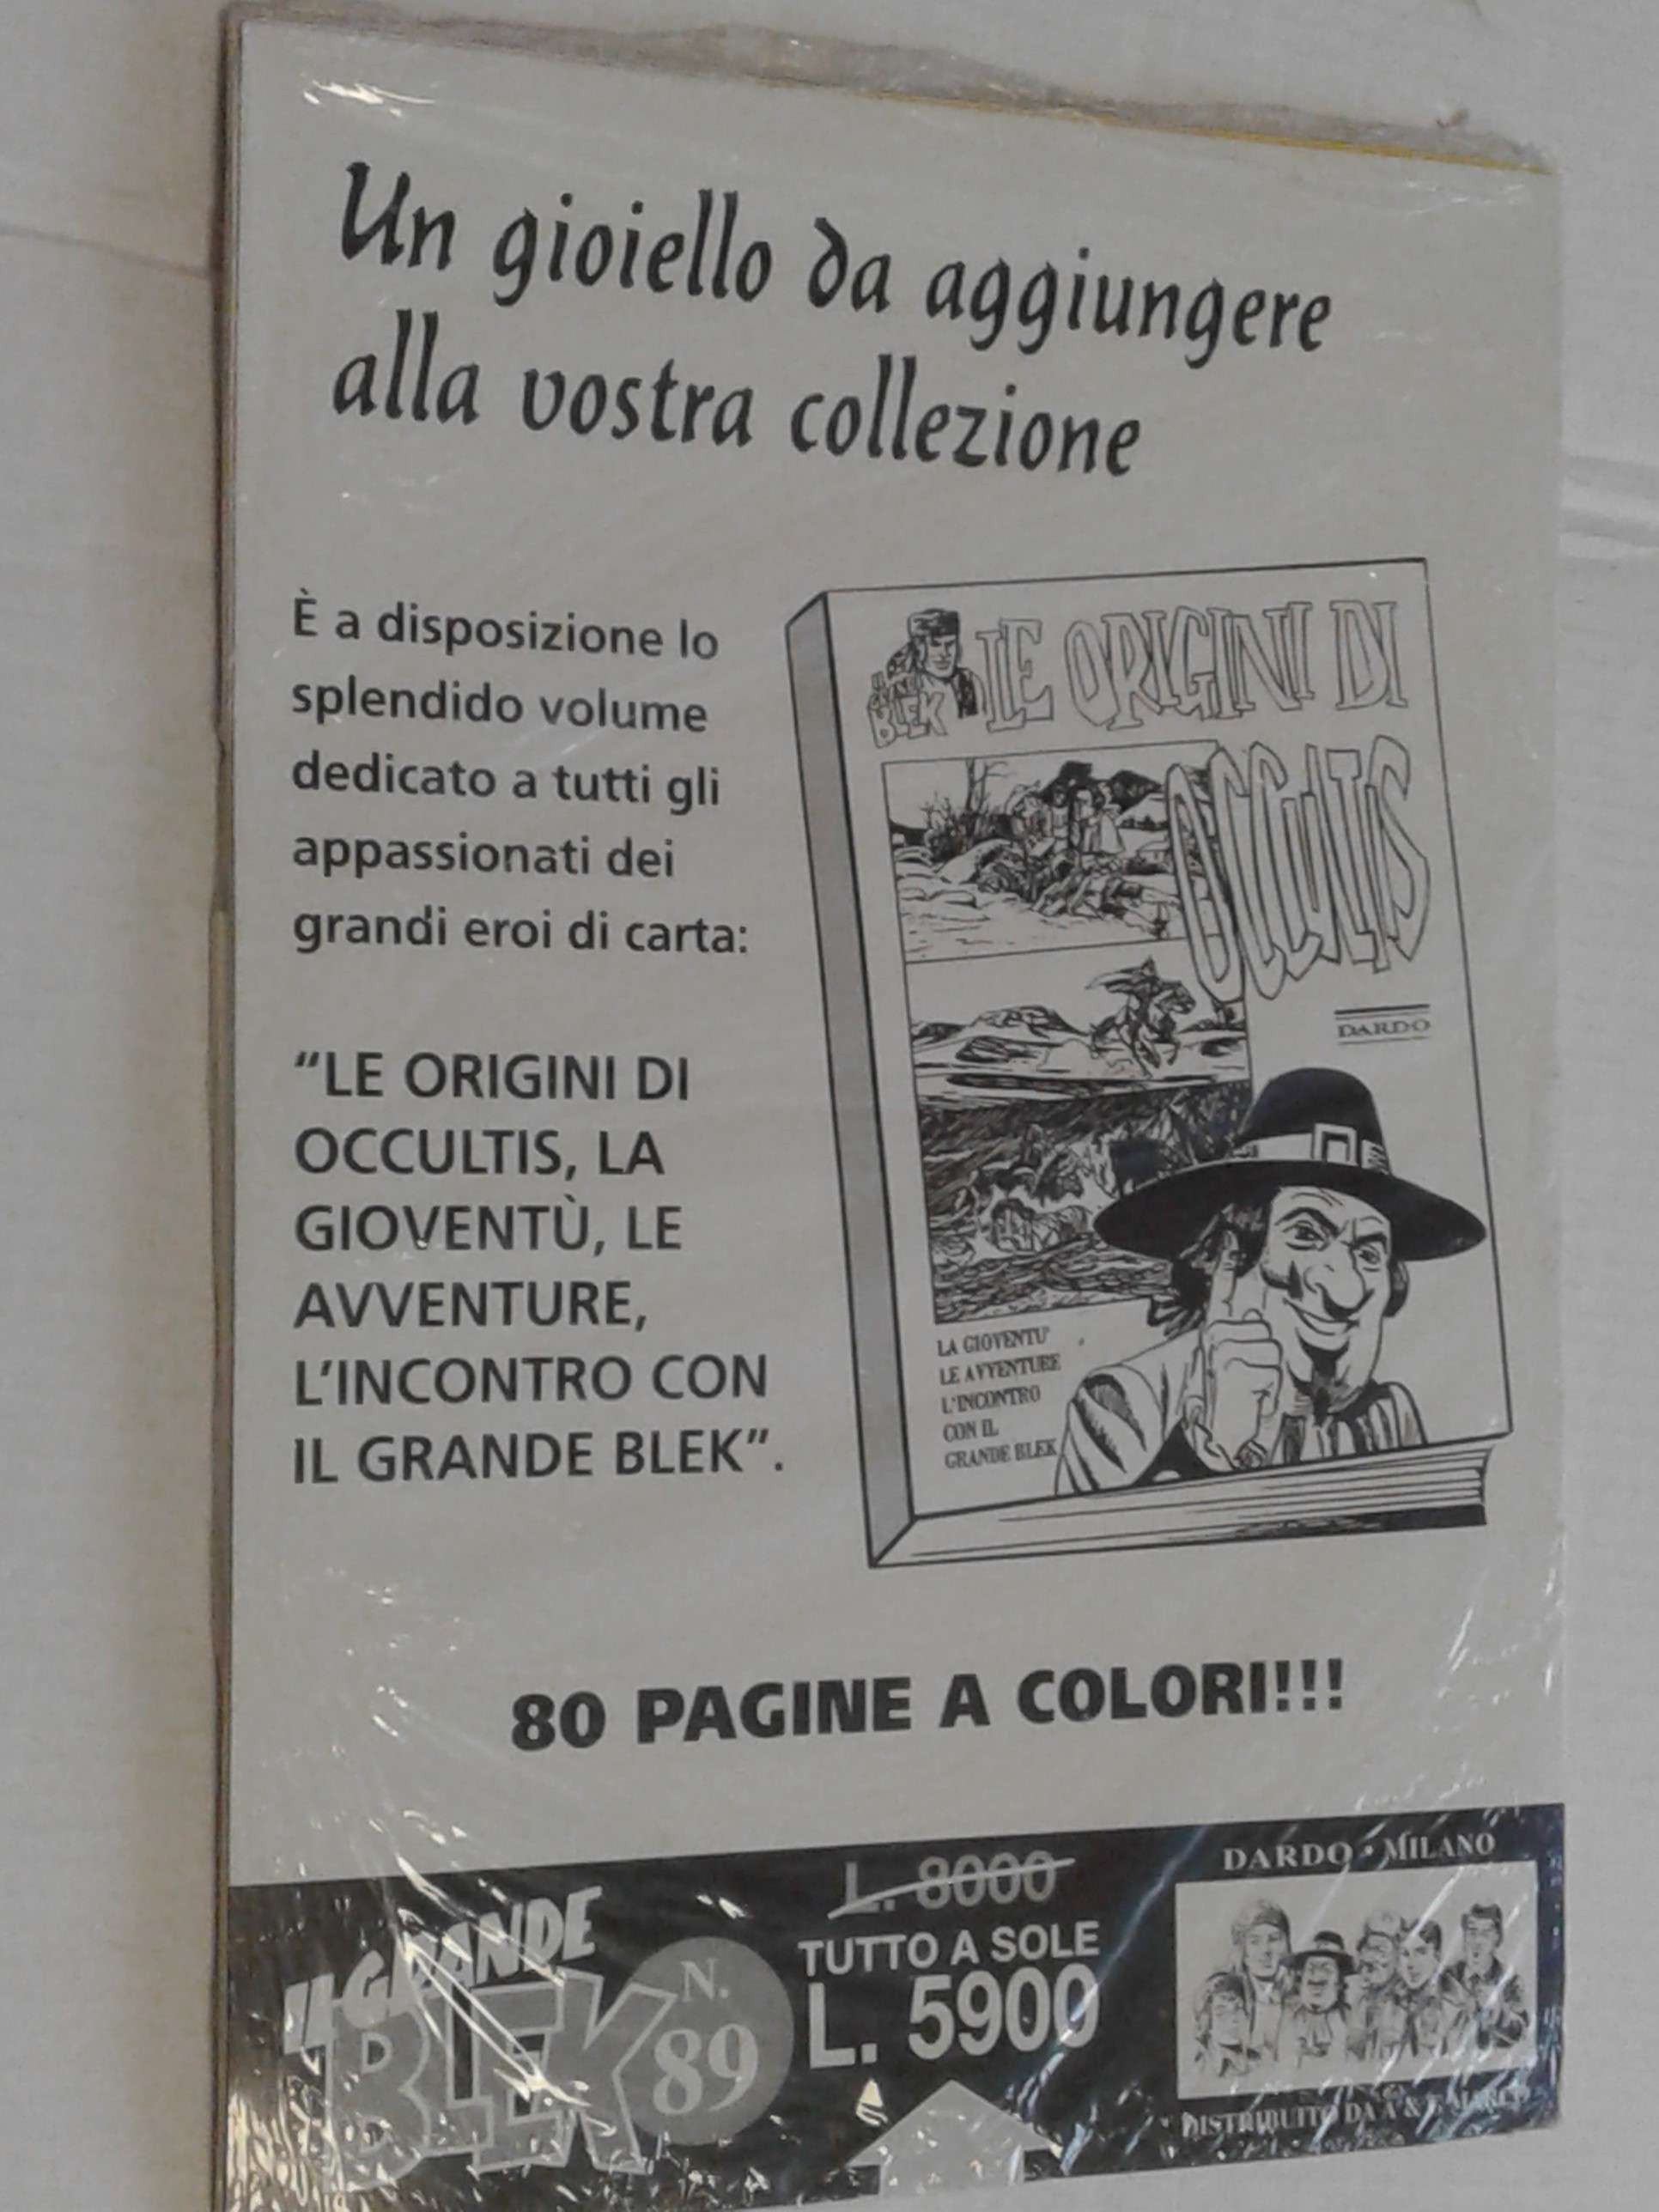 Un gioiello da aggiungere
alla vostra collezione
È a disposizione lo
splendido volume
dedicato a tutti gli
appassionati dei
grandi eroi di carta:
"LE ORIGINI DI
OCCULTIS, LA
GIOVENTÙ, LE
AVVENTURE,
L'INCONTRO CON
IL GRANDE BLEK".
IL GRANDE BLEK
LE ORIGINI DI
OCCULTIS
DARDO
LA GIOVENTU'
LE AVVENTURE
L'INCONTRO
CON IL
GRANDE BLEK
80 PAGINE A COLORI!!!
IL GRANDE
BLEK
N.
89
L. 8000
TUTTO A SOLE
L. 5900
DARDO • MILANO
DISTRIBUITO DA A &